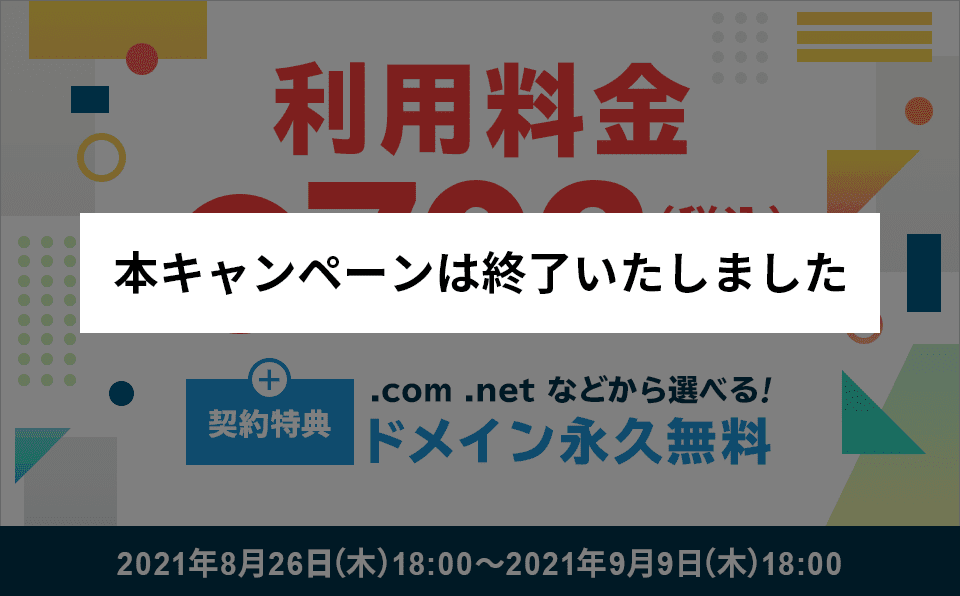 利用料金
本キャンペーンは終了いたしました
契約特典
.com .net などから選べる!
ドメイン永久無料
2021年8月26日(木)18:00〜2021年9月9日(木)18:00